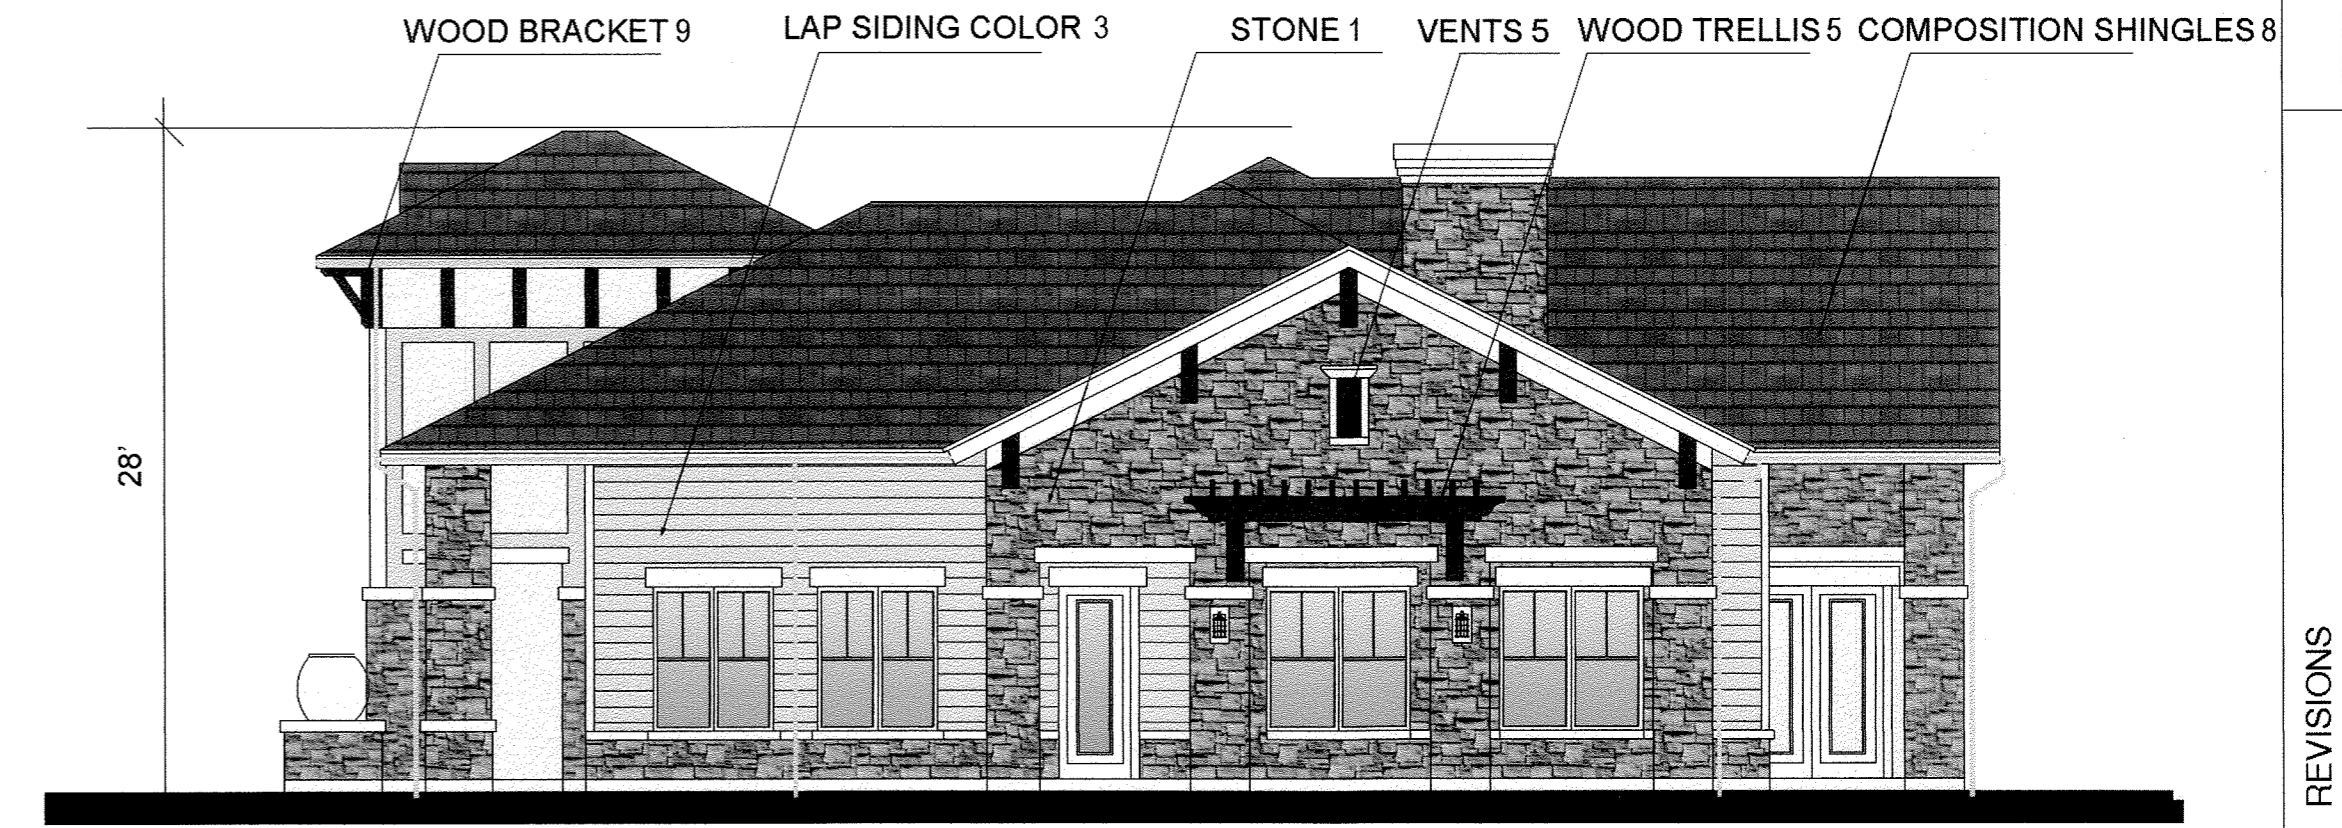 WOOD BRACKET 9
LAP SIDING COLOR 3
STONE 1
VENTS 5
WOOD TRELLIS 5
COMPOSITION SHINGLES 8
28'
REVISIONS